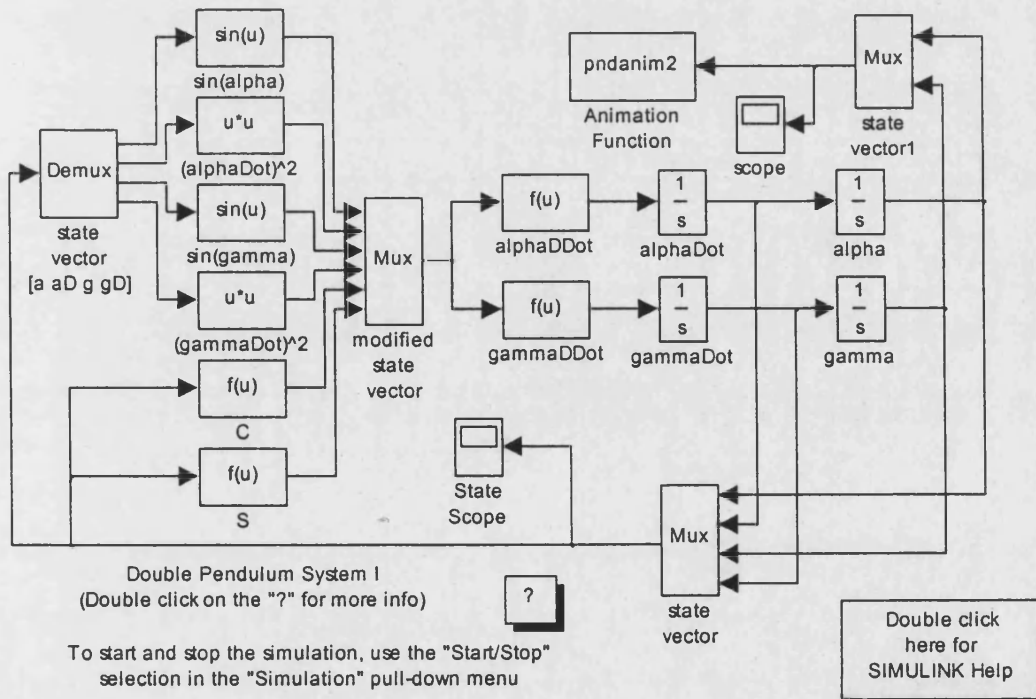 sin(u)
sin(alpha)
u*u
(alphaDot)^2
Demux
state
vector
[a aD g gD]
sin(u)
sin(gamma)
u*u
(gammaDot)^2
f(u)
C
f(u)
S
Mux
modified
state
vector
pndanim2
Animation
Function
scope
Mux
state
vector1
f(u)
alphaDDot
1
s
alphaDot
1
s
alpha
f(u)
gammaDDot
1
s
gammaDot
1
s
gamma
State
Scope
Mux
state
vector
Double Pendulum System I
(Double click on the "?" for more info)
?
To start and stop the simulation, use the "Start/Stop"
selection in the "Simulation" pull-down menu
Double click
here for
SIMULINK Help